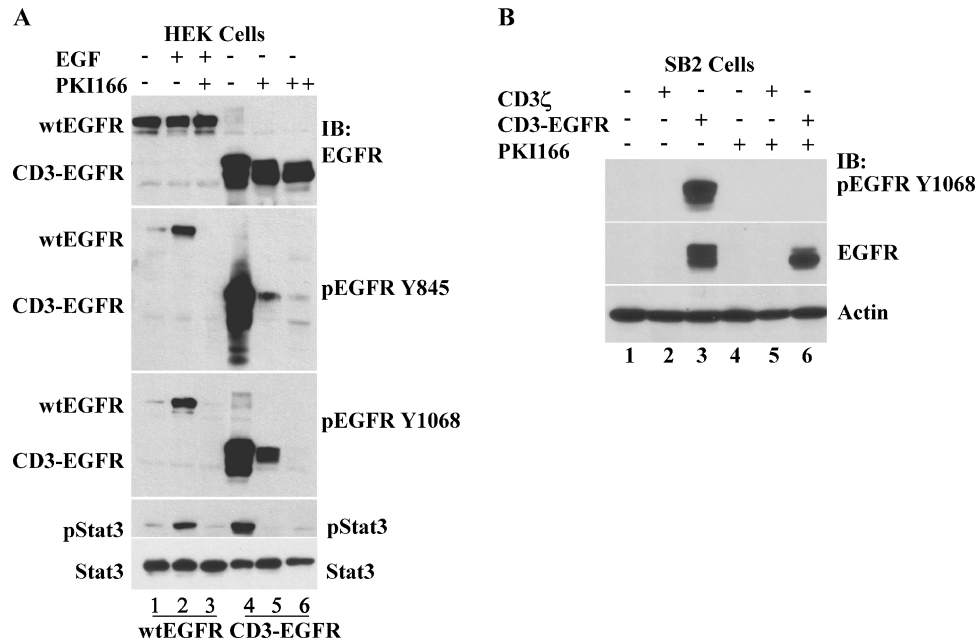 A
HEK Cells
EGF - + + - - -
PKI166 - - + - + ++
wtEGFR
CD3-EGFR
IB:
EGFR
wtEGFR
CD3-EGFR
pEGFR Y845
wtEGFR
CD3-EGFR
pEGFR Y1068
pStat3 pStat3
Stat3 Stat3
1 2 3 4 5 6
wtEGFR CD3-EGFR
B
SB2 Cells
CD3ζ - + - - + -
CD3-EGFR - - + - - +
PKI166 - - - + + +
IB:
pEGFR Y1068
EGFR
Actin
1 2 3 4 5 6